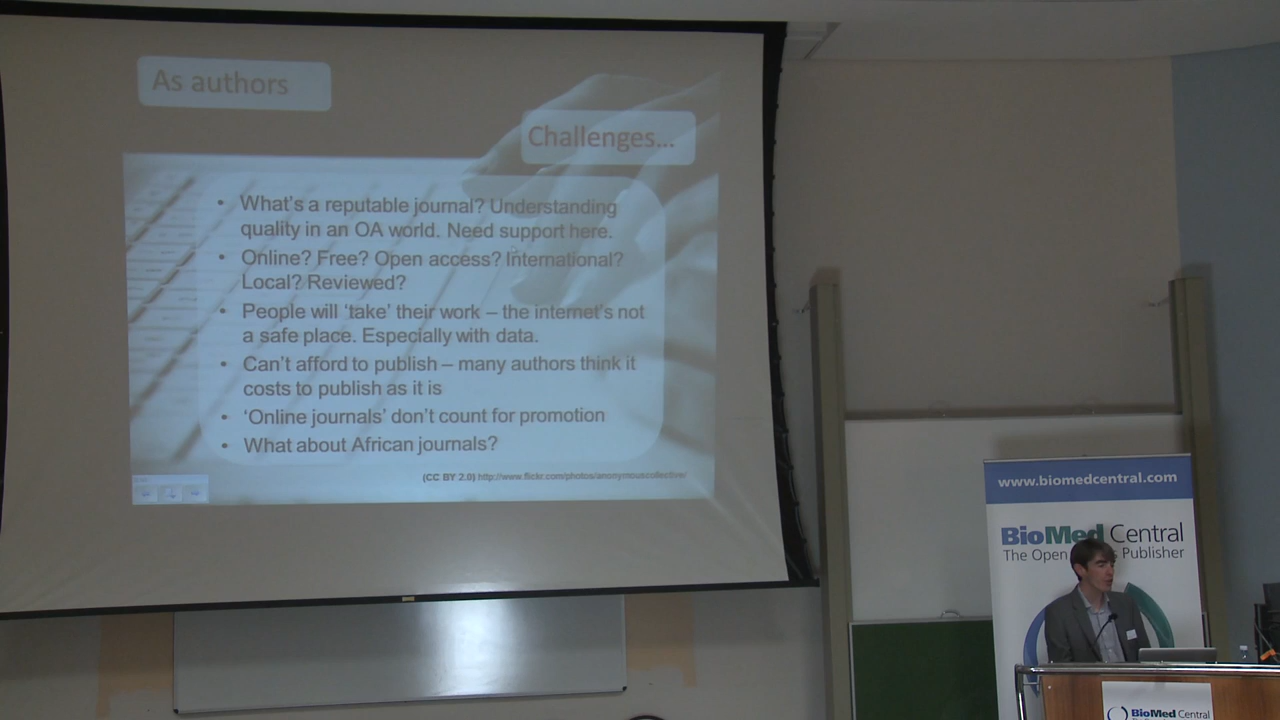 As authors
Challenges...
• What's a reputable journal? Understanding
quality in an OA world. Need support here.
• Online? Free? Open access? International?
Local? Reviewed?
• People will 'take' their work – the internet's not
a safe place. Especially with data.
• Can't afford to publish – many authors think it
costs to publish as it is
• 'Online journals' don't count for promotion
• What about African journals?
(CC BY 2.0) http://www.flickr.com/photos/anonymouscollective/
www.biomedcentral.com
BioMed Central
The Open Publisher
BioMed Central